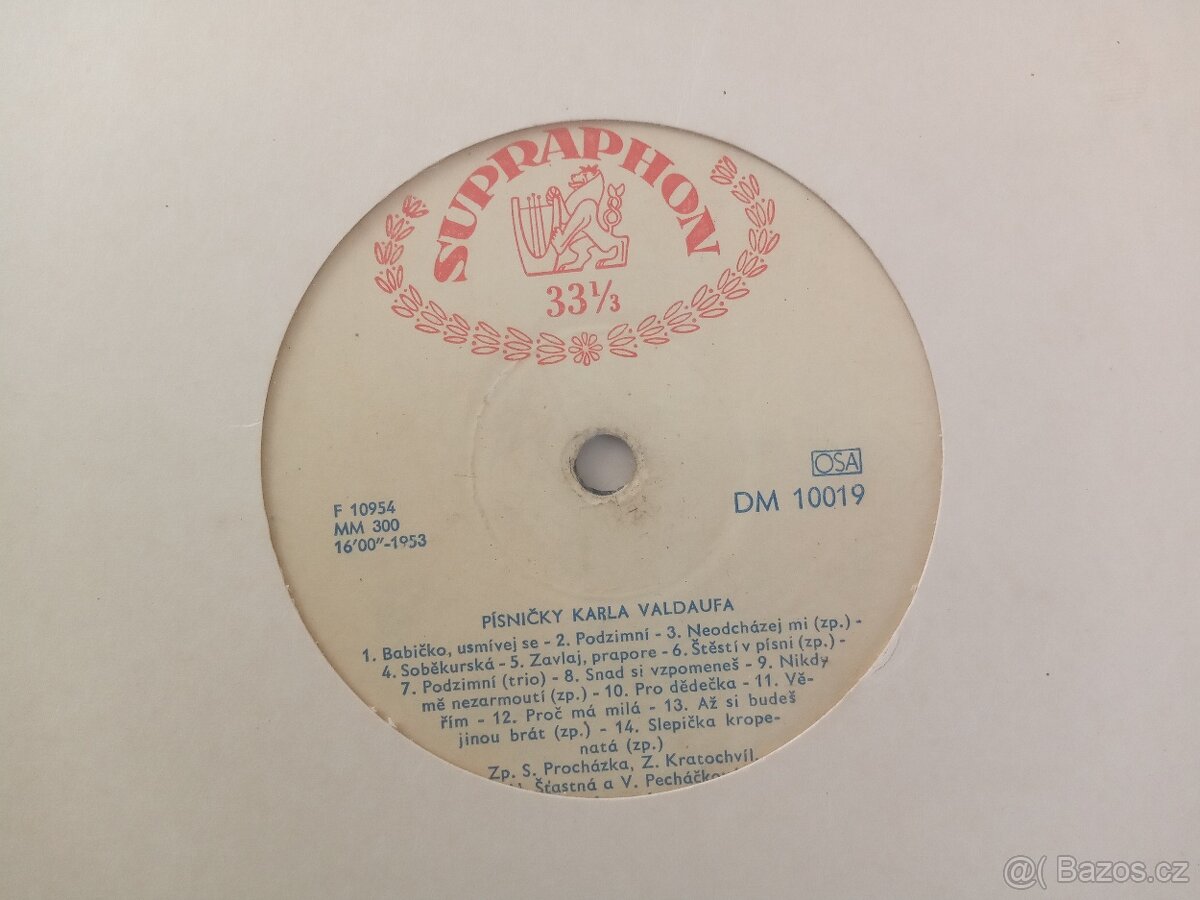 SUPRAPHON
33⅓
OSA
DM 10019
F 10954
MM 300
16'00"-1953
PÍSNIČKY KARLA VALDAUFA
1. Babičko, usmívej se - 2. Podzimní - 3. Neodcházej mi (zp.) -
4. Soběkurská - 5. Zavlaj, prapore - 6. Štěstí v písni (zp.) -
7. Podzimní (trio) - 8. Snad si vzpomeneš - 9. Nikdy
mě nezarmoutí (zp.) - 10. Pro dědečka - 11. Vě-
řím - 12. Proč má milá - 13. Až si budeš
jinou brát (zp.) - 14. Slepička krope-
natá (zp.)
Zp. S. Procházka, Z. Kratochvíl
Šťastná a V. Pecháčko
@( Bazos.cz